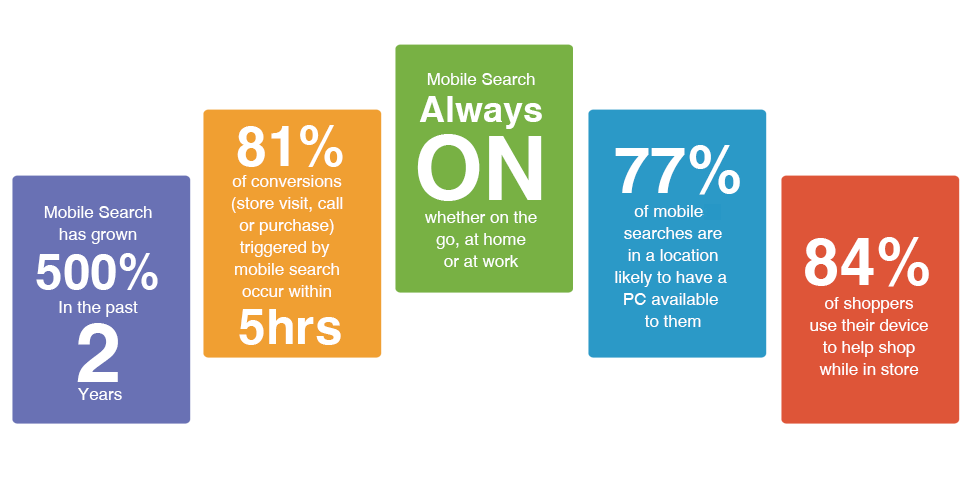 Mobile Search
has grown
500%
In the past
2
Years
81%
of conversions
(store visit, call
or purchase)
triggered by
mobile search
occur within
5hrs
Mobile Search
Always
ON
whether on the
go, at home
or at work
77%
of mobile
searches are
in a location
likely to have a
PC available
to them
84%
of shoppers
use their device
to help shop
while in store